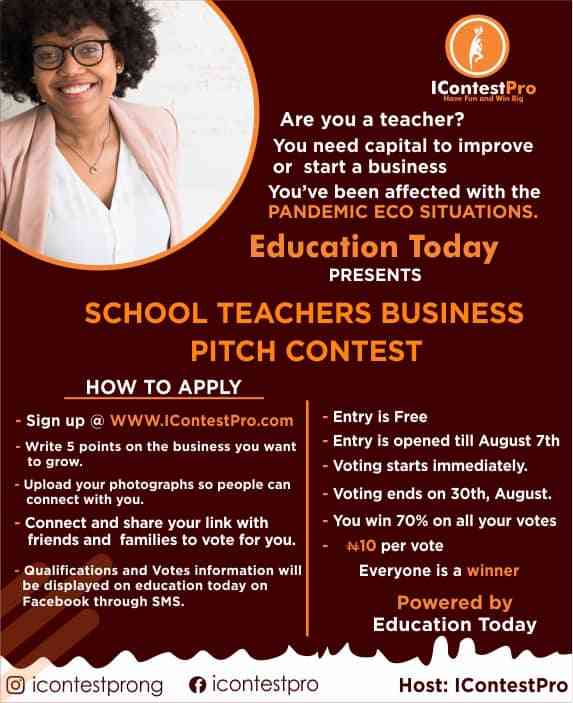 IContestPro
Have Fun and Win Big
Are you a teacher?
You need capital to improve
or start a business
You've been affected with the
PANDEMIC ECO SITUATIONS.
Education Today
PRESENTS
SCHOOL TEACHERS BUSINESS
PITCH CONTEST
HOW TO APPLY
- Sign up @ WWW.IContestPro.com
- Write 5 points on the business you want
to grow.
- Upload your photographs so people can
connect with you.
- Connect and share your link with
friends and families to vote for you.
- Qualifications and Votes information will
be displayed on education today on
Facebook through SMS.
- Entry is Free
- Entry is opened till August 7th
- Voting starts immediately.
- Voting ends on 30th, August.
- You win 70% on all your votes
- ₦10 per vote
Everyone is a winner
Powered by
Education Today
icontestprong
icontestpro
Host: IContestPro